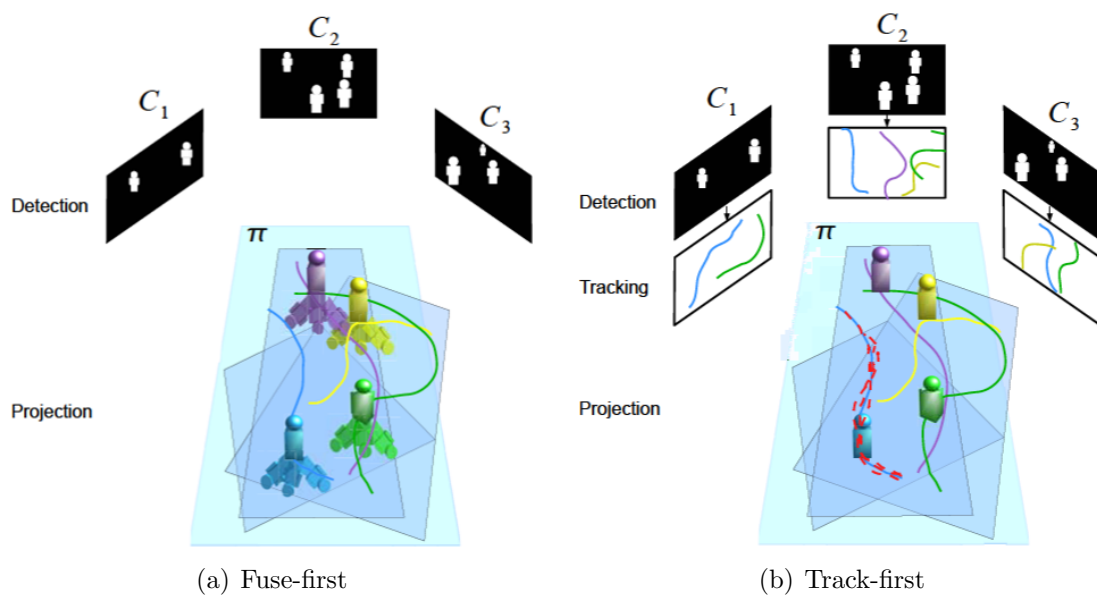 C2
C1
C3
Detection
π
Projection
(a) Fuse-first
C2
C1
C3
Detection
π
Tracking
Projection
(b) Track-first